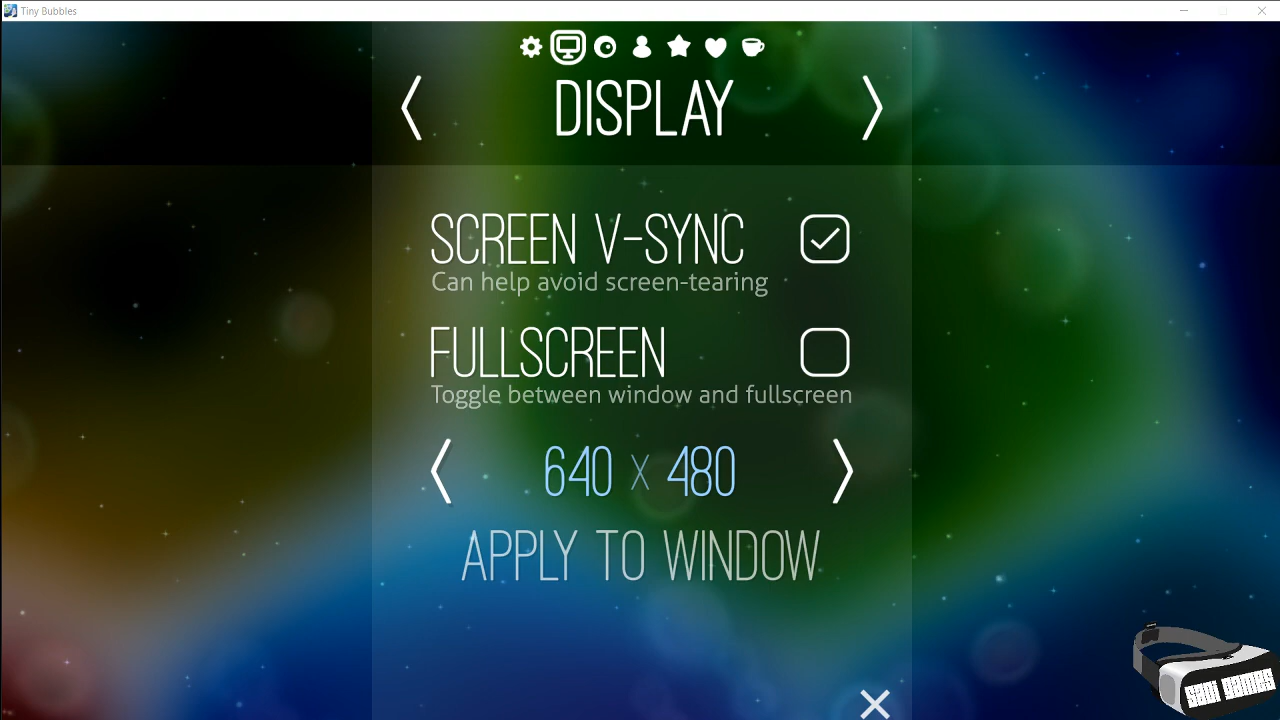 Tiny Bubbles
DISPLAY
SCREEN V-SYNC
Can help avoid screen-tearing
FULLSCREEN
Toggle between window and fullscreen
640 x 480
APPLY TO WINDOW